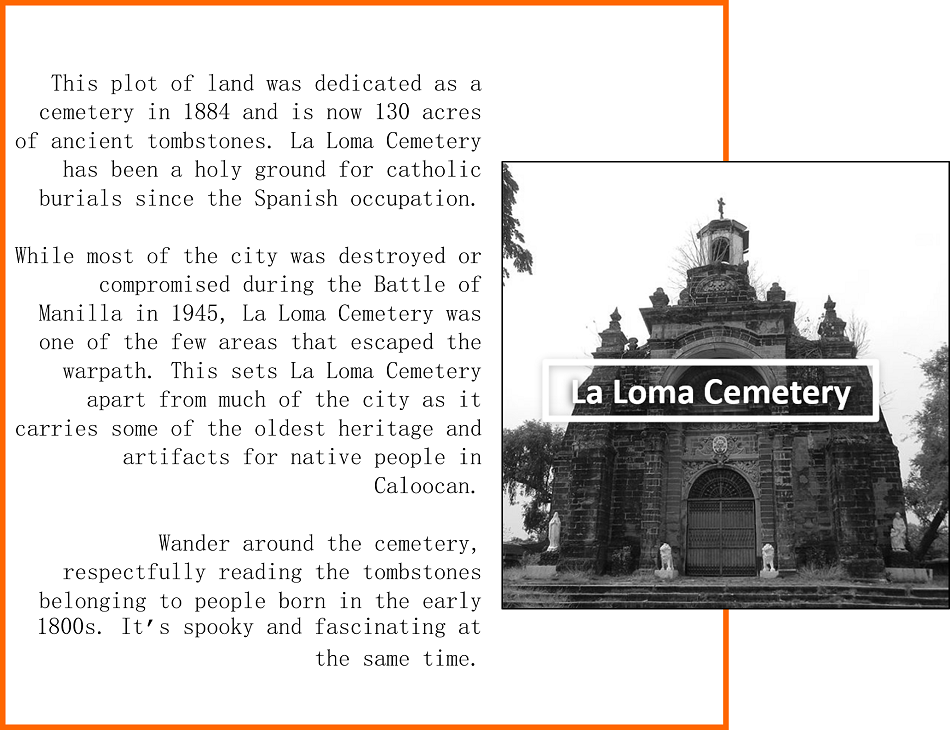 This plot of land was dedicated as a
cemetery in 1884 and is now 130 acres
of ancient tombstones. La Loma Cemetery
has been a holy ground for catholic
burials since the Spanish occupation.
While most of the city was destroyed or
compromised during the Battle of
Manilla in 1945, La Loma Cemetery was
one of the few areas that escaped the
warpath. This sets La Loma Cemetery
apart from much of the city as it
carries some of the oldest heritage and
artifacts for native people in
Caloocan.
Wander around the cemetery,
respectfully reading the tombstones
belonging to people born in the early
1800s. It's spooky and fascinating at
the same time.
La Loma Cemetery